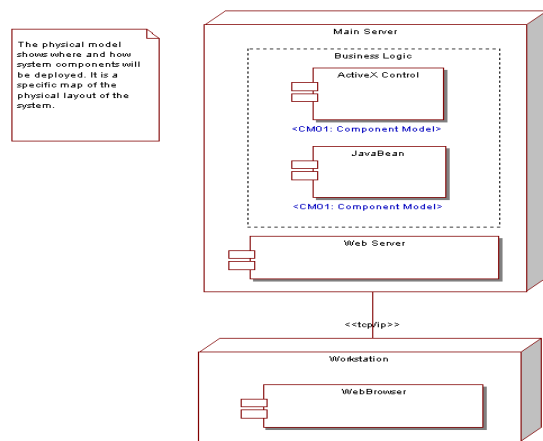 The physical model
shows where and how
system components will
be deployed. It is a
specific map of the
physical layout of the
system.
Main Server
Business Logic
ActiveX Control
<CM01: Component Model>
JavaBean
<CM01: Component Model>
Web Server
<<tcp/ip>>
Workstation
WebBrowser